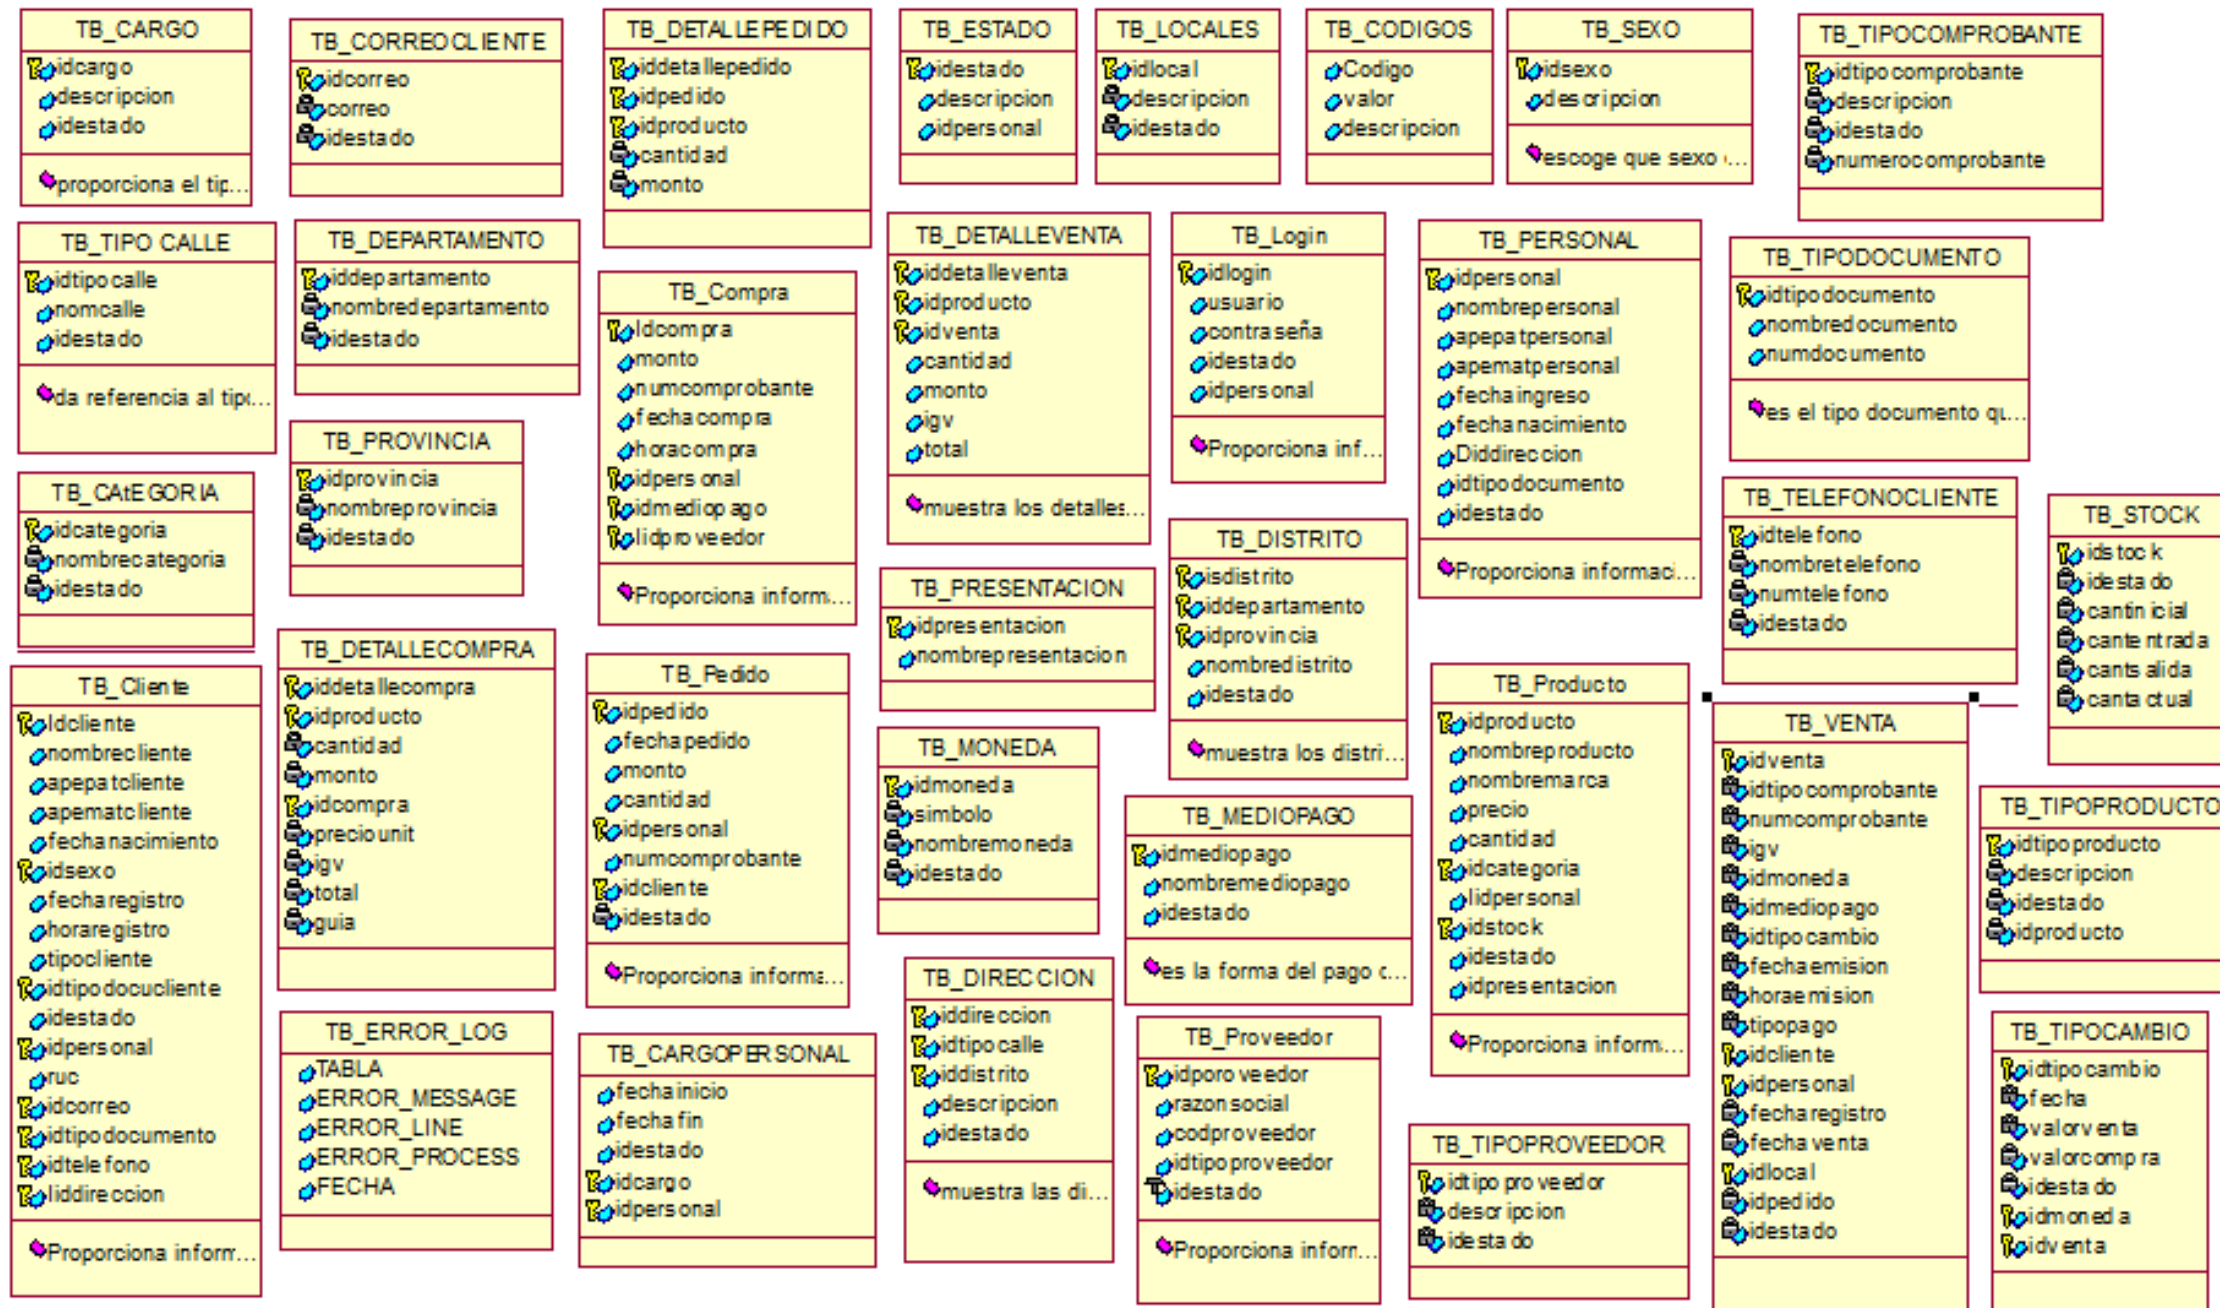 TB_CARGO
idcargo
descripcion
idestado
proporciona el tip...
TB_CORREOCLIENTE
idcorreo
correo
idestado
TB_DETALLEPEDIDO
iddetallepedido
idpedido
idproducto
cantidad
monto
TB_ESTADO
idestado
descripcion
idpersonal
TB_LOCALES
idlocal
descripcion
idestado
TB_CODIGOS
Codigo
valor
descripcion
TB_SEXO
idsexo
descripcion
escoge que sexo ...
TB_TIPOCOMPROBANTE
idtipocomprobante
descripcion
idestado
numerocomprobante
TB_TIPO CALLE
idtipocalle
nomcalle
idestado
da referencia al tipo...
TB_DEPARTAMENTO
iddepartamento
nombredepartamento
idestado
TB_Compra
Idcompra
monto
numcomprobante
fechacompra
horacompra
idpersonal
idmediopago
lidproveedor
Proporciona inform...
TB_DETALLEVENTA
iddetalleventa
idproducto
idventa
cantidad
monto
igv
total
muestra los detalles...
TB_Login
idlogin
usuario
contraseña
idestado
idpersonal
Proporciona inf...
TB_PERSONAL
idpersonal
nombrepersonal
apepatpersonal
apematpersonal
fechaingreso
fechanacimiento
Diddireccion
idtipodocumento
idestado
Proporciona informaci...
TB_TIPODOCUMENTO
idtipodocumento
nombredocumento
numdocumento
es el tipo documento qu...
TB_PROVINCIA
idprovincia
nombreprovincia
idestado
TB_CAtEGORIA
idcategoria
nombrecategoria
idestado
TB_TELEFONOCLIENTE
idtelefono
nombretelefono
numtelefono
idestado
TB_STOCK
idstock
idestado
cantinicial
cantentrada
cantsalida
cantactual
TB_DISTRITO
isdistrito
iddepartamento
idprovincia
nombredistrito
idestado
muestra los distri...
TB_PRESENTACION
idpresentacion
nombrepresentacion
TB_DETALLECOMPRA
iddetallecompra
idproducto
cantidad
monto
idcompra
preciounit
igv
total
guia
TB_Cliente
Idcliente
nombrecliente
apepatcliente
apematcliente
fechanacimiento
idsexo
fecharegistro
horaregistro
tipocliente
idtipodocucliente
idestado
idpersonal
ruc
idcorreo
idtipodocumento
idtelefono
liddireccion
Proporciona inform...
TB_Pedido
idpedido
fechapedido
monto
cantidad
idpersonal
numcomprobante
idcliente
idestado
Proporciona informa...
TB_MONEDA
idmoneda
simbolo
nombremoneda
idestado
TB_Producto
idproducto
nombreproducto
nombremarca
precio
cantidad
idcategoria
lidpersonal
idstock
idestado
idpresentacion
Proporciona inform...
TB_VENTA
idventa
idtipocomprobante
numcomprobante
igv
idmoneda
idmediopago
idtipocambio
fechaemision
horaemision
tipopago
idcliente
idpersonal
fecharegistro
fechaventa
idlocal
idpedido
idestado
TB_TIPOPRODUCTO
idtipoproducto
descripcion
idestado
idproducto
TB_MEDIOPAGO
idmediopago
nombremediopago
idestado
es la forma del pago ...
TB_DIRECCION
iddireccion
idtipocalle
iddistrito
descripcion
idestado
muestra las di...
TB_ERROR_LOG
TABLA
ERROR_MESSAGE
ERROR_LINE
ERROR_PROCESS
FECHA
TB_CARGOPERSONAL
fechainicio
fechafin
idestado
idcargo
idpersonal
TB_Proveedor
idporoveedor
razonsocial
codproveedor
idtipoproveedor
idestado
Proporciona inform...
TB_TIPOPROVEEDOR
idtipoproveedor
descripcion
idestado
TB_TIPOCAMBIO
idtipocambio
fecha
valorventa
valorcompra
idestado
idmoneda
idventa